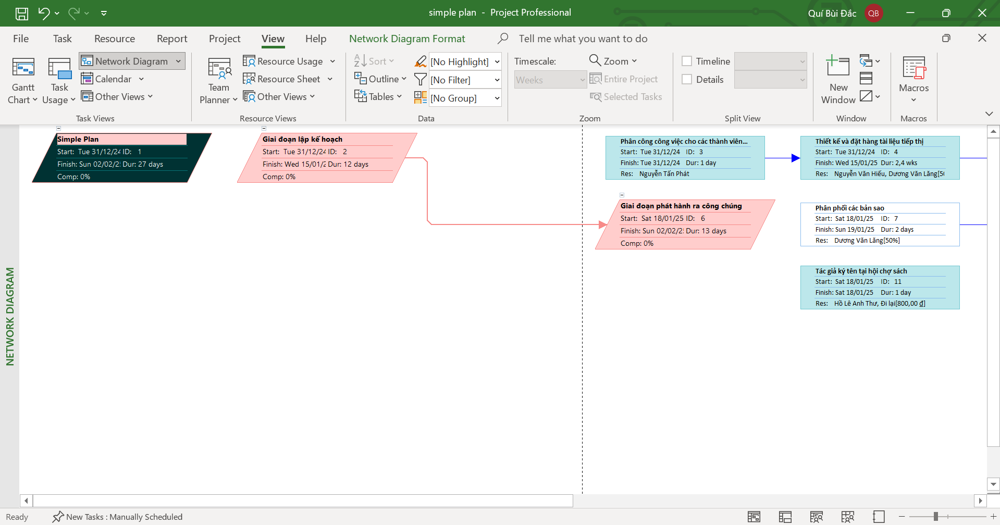 simple plan - Project Professional
Quí Bùi Đắc
QB
File Task Resource Report Project View Help Network Diagram Format Tell me what you want to do
Gantt Chart
Task Usage
Network Diagram
Calendar
Other Views
Task Views
Team Planner
Resource Usage
Resource Sheet
Other Views
Resource Views
Sort
Outline
Tables
[No Highlight]
[No Filter]
[No Group]
Data
Timescale:
Weeks
Zoom
Entire Project
Selected Tasks
Zoom
Timeline
Details
Split View
New Window
Window
Macros
Macros
NETWORK DIAGRAM
Simple Plan
Start: Tue 31/12/24 ID: 1
Finish: Sun 02/02/2 Dur: 27 days
Comp: 0%
Giai đoạn lập kế hoạch
Start: Tue 31/12/24 ID: 2
Finish: Wed 15/01/2 Dur: 12 days
Comp: 0%
Phân công công việc cho các thành viên...
Start: Tue 31/12/24 ID: 3
Finish: Tue 31/12/24 Dur: 1 day
Res: Nguyễn Tấn Phát
Thiết kế và đặt hàng tài liệu tiếp thị
Start: Tue 31/12/24 ID: 4
Finish: Wed 15/01/25 Dur: 2,4 wks
Res: Nguyễn Văn Hiếu, Dương Văn Lăng[50
Giai đoạn phát hành ra công chúng
Start: Sat 18/01/25 ID: 6
Finish: Sun 02/02/2 Dur: 13 days
Comp: 0%
Phân phối các bản sao
Start: Sat 18/01/25 ID: 7
Finish: Sun 19/01/25 Dur: 2 days
Res: Dương Văn Lăng[50%]
Tác giả ký tên tại hội chợ sách
Start: Sat 18/01/25 ID: 11
Finish: Sat 18/01/25 Dur: 1 day
Res: Hồ Lê Anh Thư, Đi lại[800,00 ₫]
Ready
New Tasks : Manually Scheduled